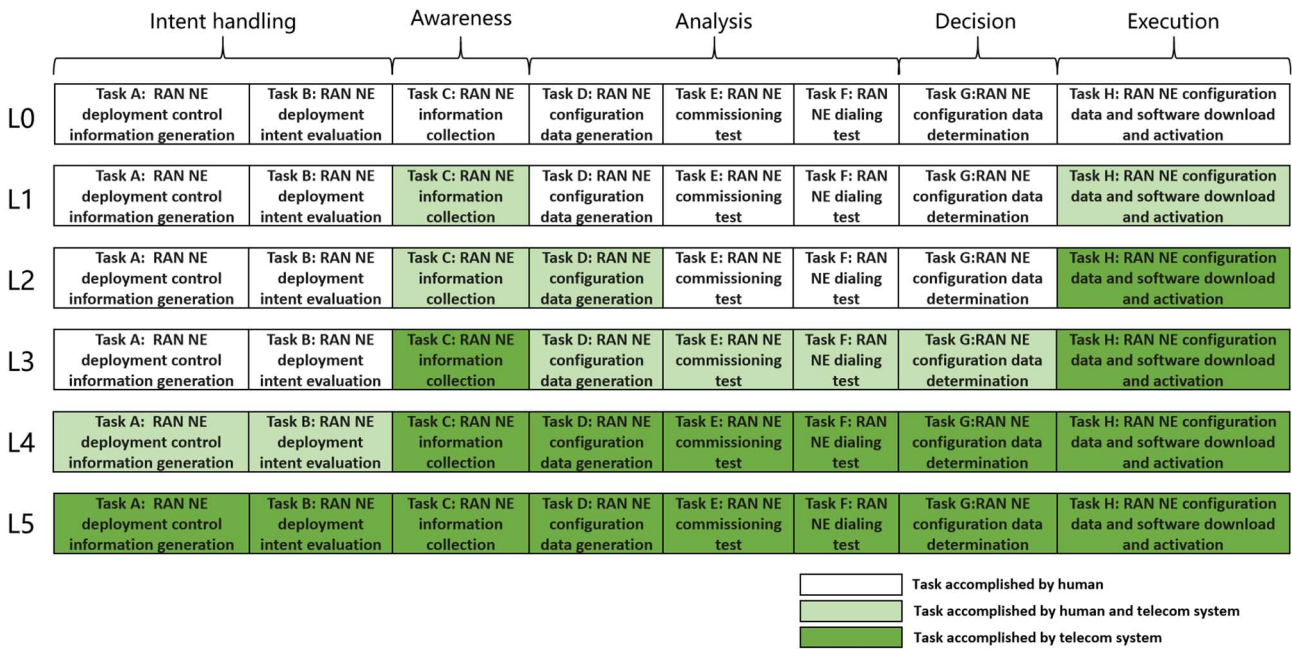 Intent handling
Awareness
Analysis
Decision
Execution
L0
Task A: RAN NE
deployment control
information generation
Task B: RAN NE
deployment
intent evaluation
Task C: RAN NE
information
collection
Task D: RAN NE
configuration
data generation
Task E: RAN NE
commissioning
test
Task F: RAN
NE dialing
test
Task G:RAN NE
configuration data
determination
Task H: RAN NE configuration
data and software download
and activation
L1
Task A: RAN NE
deployment control
information generation
Task B: RAN NE
deployment
intent evaluation
Task C: RAN NE
information
collection
Task D: RAN NE
configuration
data generation
Task E: RAN NE
commissioning
test
Task F: RAN
NE dialing
test
Task G:RAN NE
configuration data
determination
Task H: RAN NE configuration
data and software download
and activation
L2
Task A: RAN NE
deployment control
information generation
Task B: RAN NE
deployment
intent evaluation
Task C: RAN NE
information
collection
Task D: RAN NE
configuration
data generation
Task E: RAN NE
commissioning
test
Task F: RAN
NE dialing
test
Task G:RAN NE
configuration data
determination
Task H: RAN NE configuration
data and software download
and activation
L3
Task A: RAN NE
deployment control
information generation
Task B: RAN NE
deployment
intent evaluation
Task C: RAN NE
information
collection
Task D: RAN NE
configuration
data generation
Task E: RAN NE
commissioning
test
Task F: RAN
NE dialing
test
Task G:RAN NE
configuration data
determination
Task H: RAN NE configuration
data and software download
and activation
L4
Task A: RAN NE
deployment control
information generation
Task B: RAN NE
deployment
intent evaluation
Task C: RAN NE
information
collection
Task D: RAN NE
configuration
data generation
Task E: RAN NE
commissioning
test
Task F: RAN
NE dialing
test
Task G:RAN NE
configuration data
determination
Task H: RAN NE configuration
data and software download
and activation
L5
Task A: RAN NE
deployment control
information generation
Task B: RAN NE
deployment
intent evaluation
Task C: RAN NE
information
collection
Task D: RAN NE
configuration
data generation
Task E: RAN NE
commissioning
test
Task F: RAN
NE dialing
test
Task G:RAN NE
configuration data
determination
Task H: RAN NE configuration
data and software download
and activation
Task accomplished by human
Task accomplished by human and telecom system
Task accomplished by telecom system